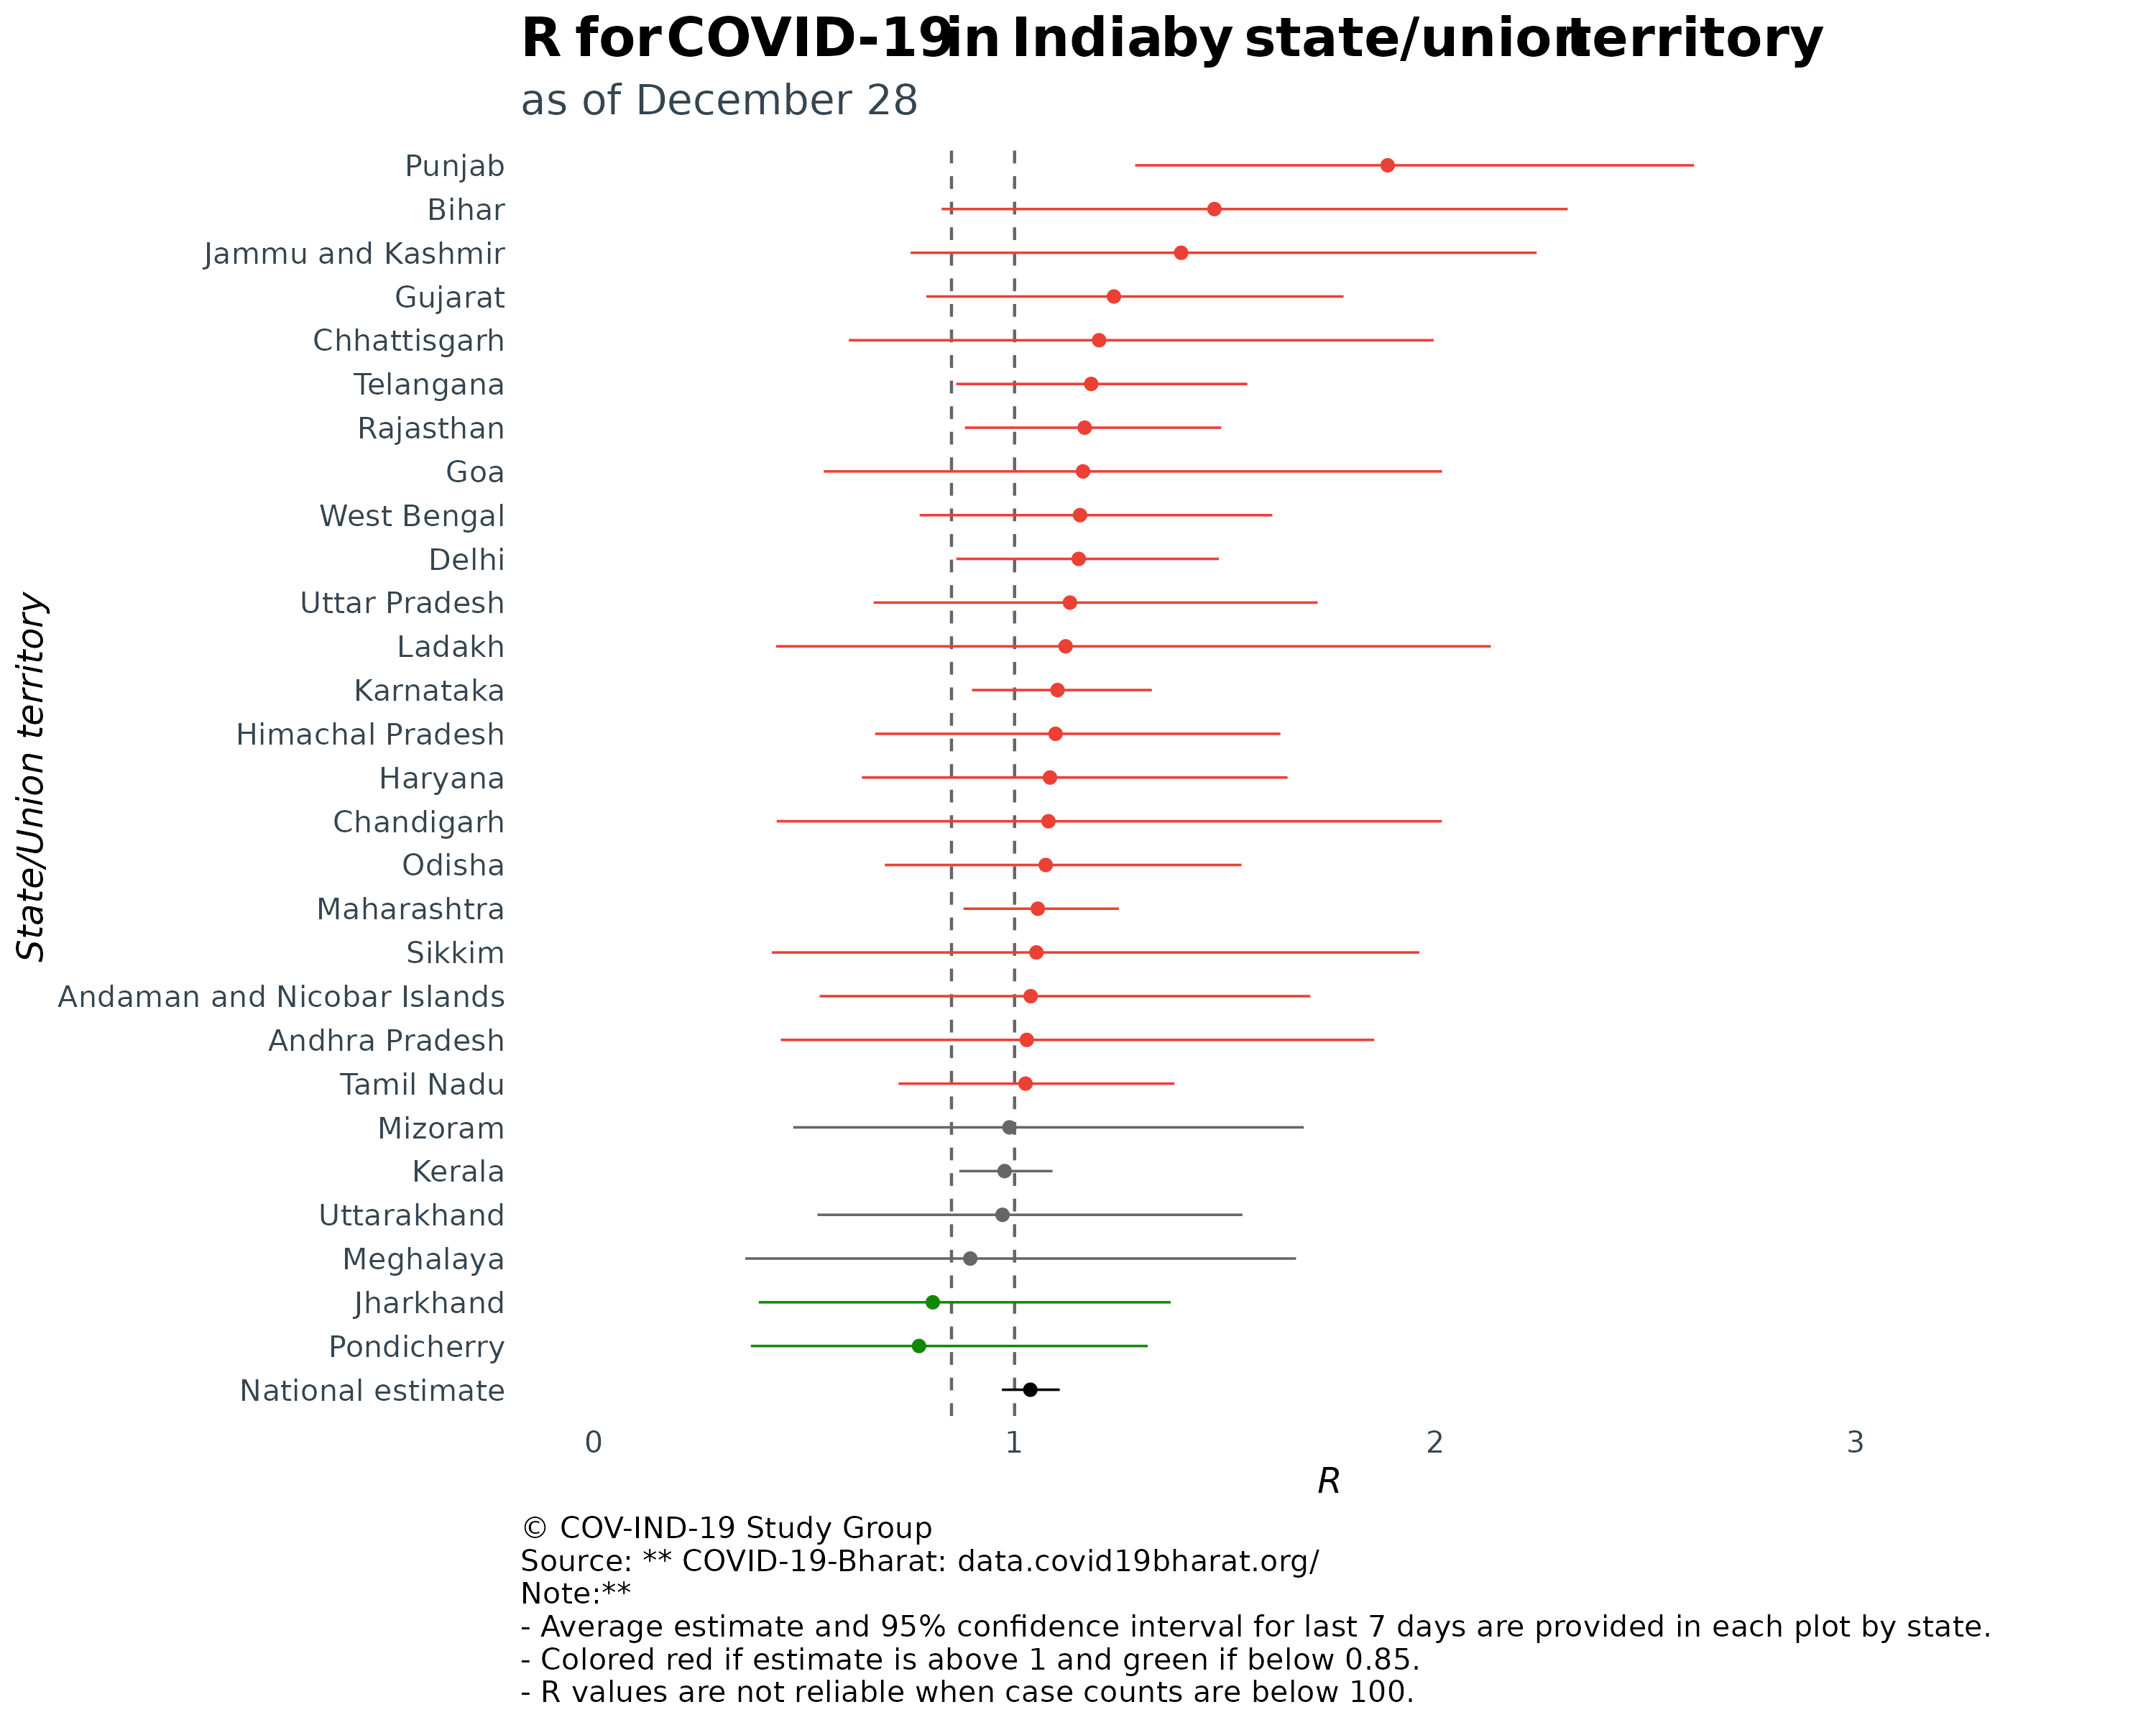 R for COVID-19 in India by state/union territory
as of December 28
Punjab
Bihar
Jammu and Kashmir
Gujarat
Chhattisgarh
Telangana
Rajasthan
Goa
West Bengal
Delhi
Uttar Pradesh
Ladakh
Karnataka
Himachal Pradesh
Haryana
Chandigarh
Odisha
Maharashtra
Sikkim
Andaman and Nicobar Islands
Andhra Pradesh
Tamil Nadu
Mizoram
Kerala
Uttarakhand
Meghalaya
Jharkhand
Pondicherry
National estimate
State/Union territory
0 1 2 3
R
© COV-IND-19 Study Group
Source: ** COVID-19-Bharat: data.covid19bharat.org/
Note:**
- Average estimate and 95% confidence interval for last 7 days are provided in each plot by state.
- Colored red if estimate is above 1 and green if below 0.85.
- R values are not reliable when case counts are below 100.